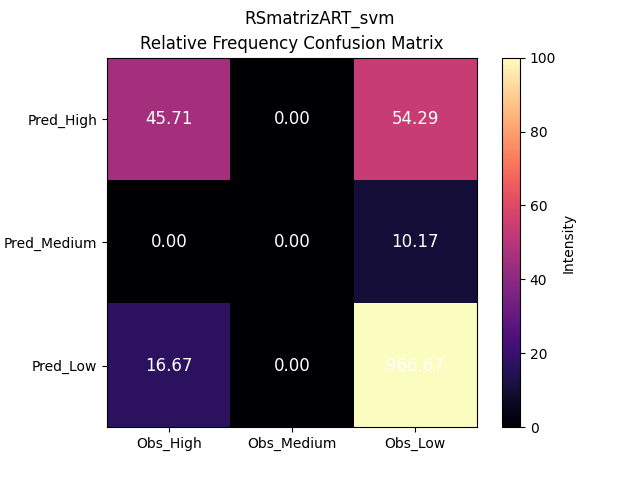 RSmatrizART_svm
Relative Frequency Confusion Matrix
Pred_High 45.71 0.00 54.29
Pred_Medium 0.00 0.00 10.17
Pred_Low 16.67 0.00 966.67
Obs_High Obs_Medium Obs_Low
100
80
60
40
20
0
Intensity